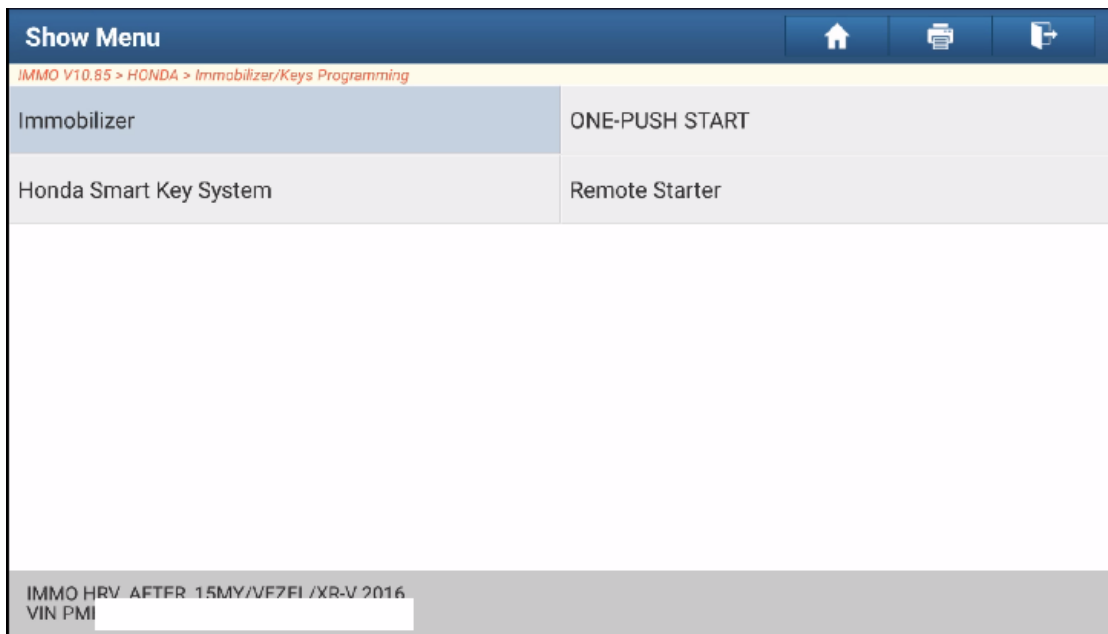 Show Menu
IMMO V10.85 > HONDA > Immobilizer/Keys Programming
Immobilizer
ONE-PUSH START
Honda Smart Key System
Remote Starter
IMMO HRV AFTER 15MY/VEZEL/XR-V 2016
VIN PM